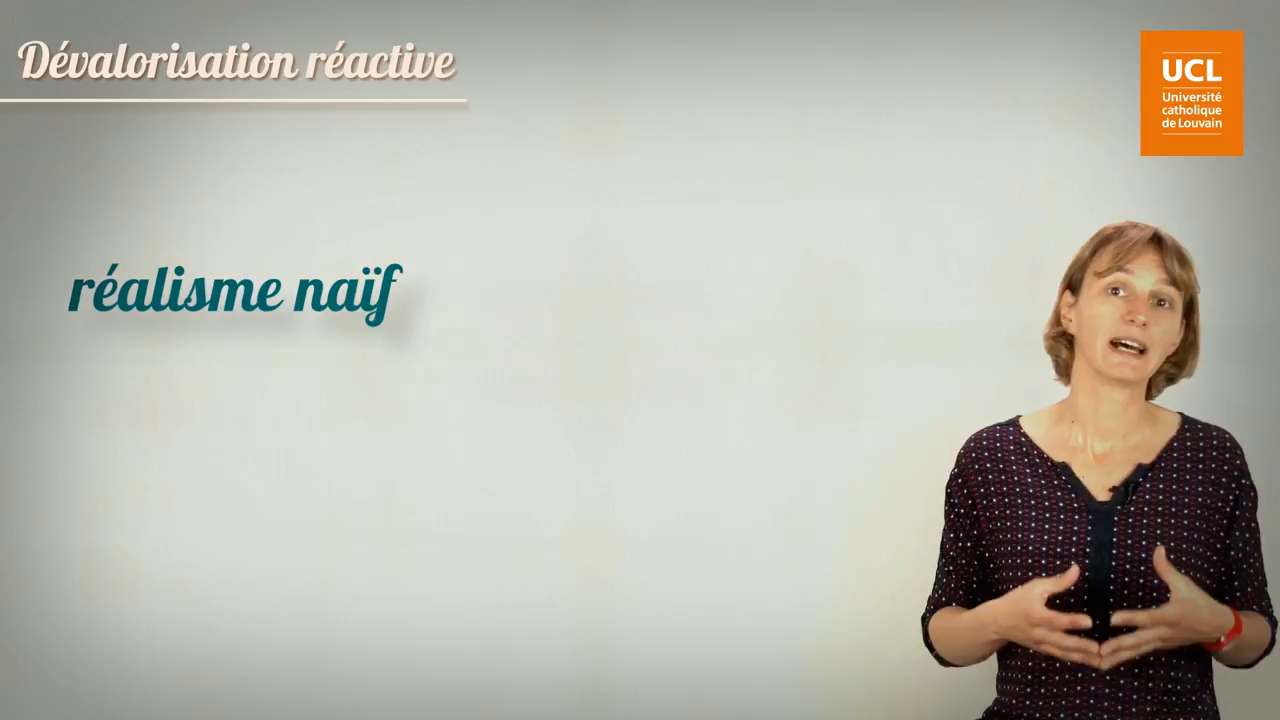 Dévalorisation réactive
UCL
Université
catholique
de Louvain
réalisme naïf